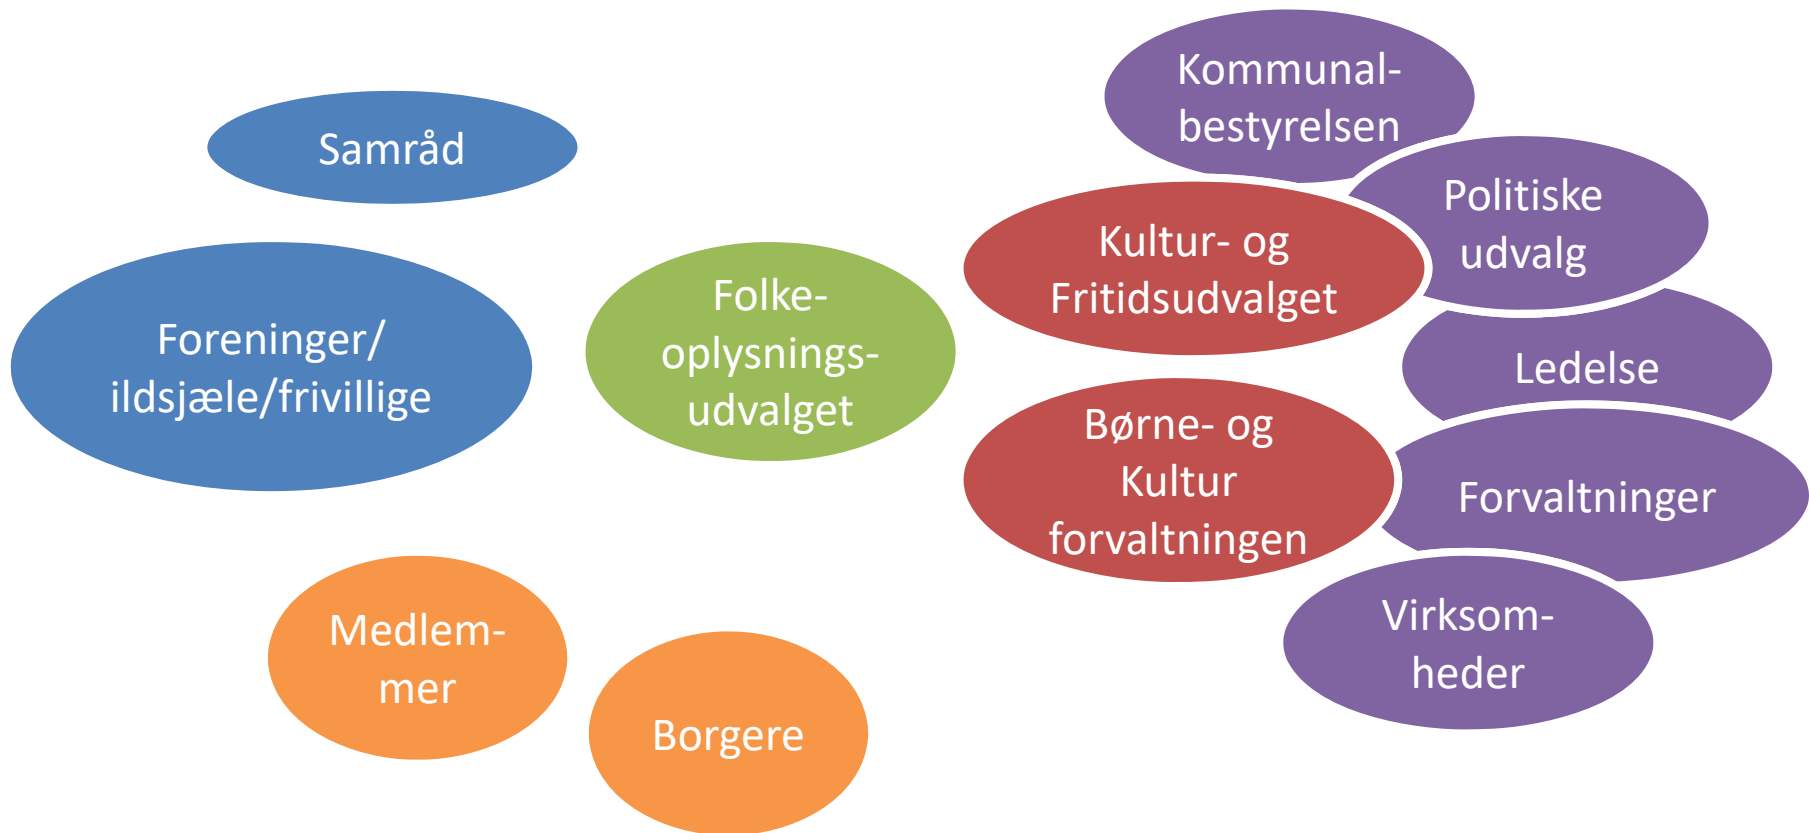 Samråd
Foreninger/
ildsjæle/frivillige
Folke-
oplysnings-
udvalget
Medlem-
mer
Borgere
Kommunal-
bestyrelsen
Politiske
udvalg
Kultur- og
Fritidsudvalget
Ledelse
Børne- og
Kultur
forvaltningen
Forvaltninger
Virksom-
heder